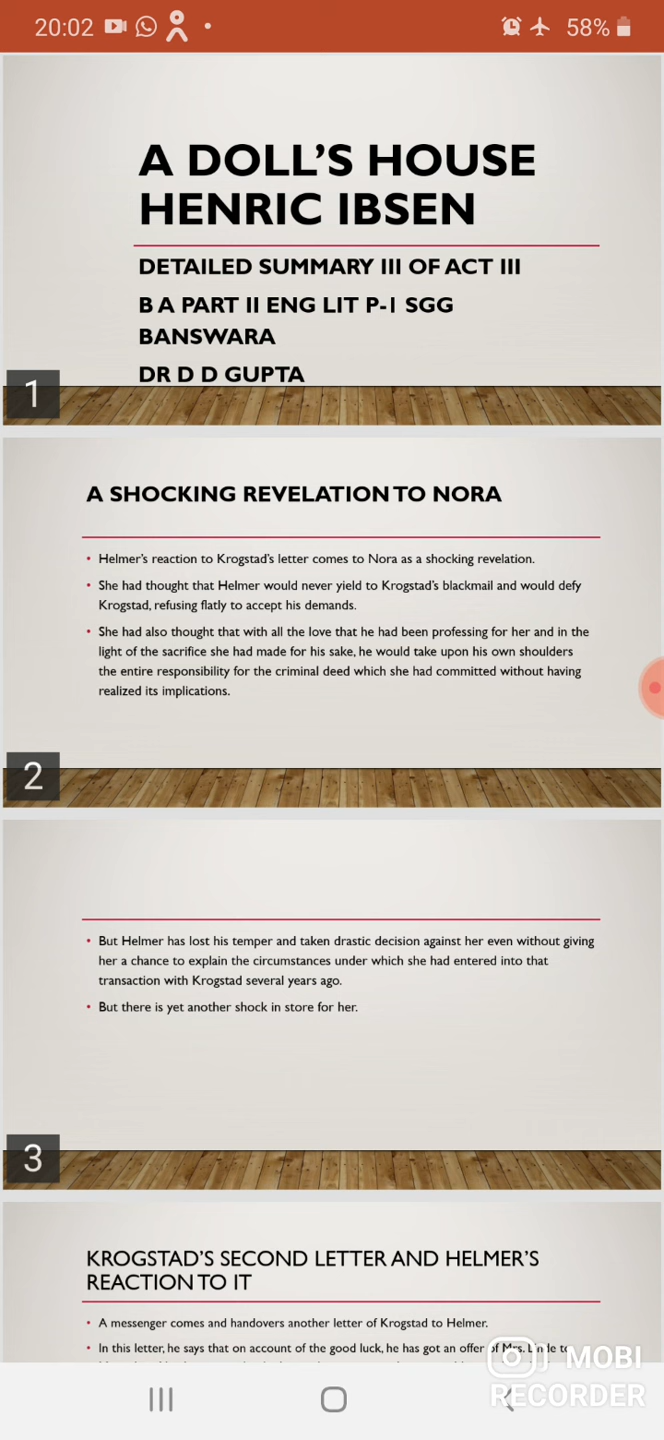 20:02
58%
A DOLL'S HOUSE
HENRIC IBSEN
DETAILED SUMMARY III OF ACT III
B A PART II ENG LIT P-I SGG
BANSWARA
DR D D GUPTA
1
A SHOCKING REVELATION TO NORA
• Helmer's reaction to Krogstad's letter comes to Nora as a shocking revelation.
• She had thought that Helmer would never yield to Krogstad's blackmail and would defy
Krogstad, refusing flatly to accept his demands.
• She had also thought that with all the love that he had been professing for her and in the
light of the sacrifice she had made for his sake, he would take upon his own shoulders
the entire responsibility for the criminal deed which she had committed without having
realized its implications.
2
• But Helmer has lost his temper and taken drastic decision against her even without giving
her a chance to explain the circumstances under which she had entered into that
transaction with Krogstad several years ago.
• But there is yet another shock in store for her.
3
KROGSTAD'S SECOND LETTER AND HELMER'S
REACTION TO IT
• A messenger comes and handovers another letter of Krogstad to Helmer.
• In this letter, he says that on account of the good luck, he has got an offer of Mrs. Linde to
MOBI
RECORDER